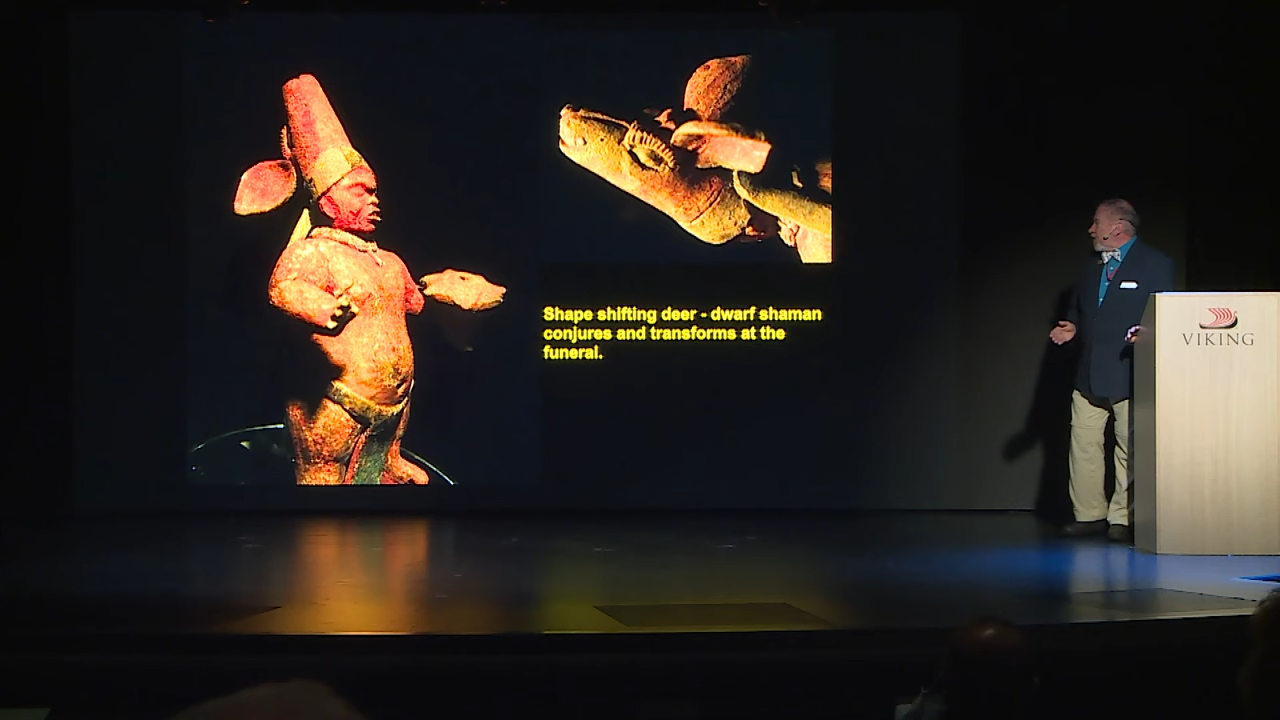 Shape shifting deer - dwarf shaman
conjures and transforms at the
funeral.
VIKING